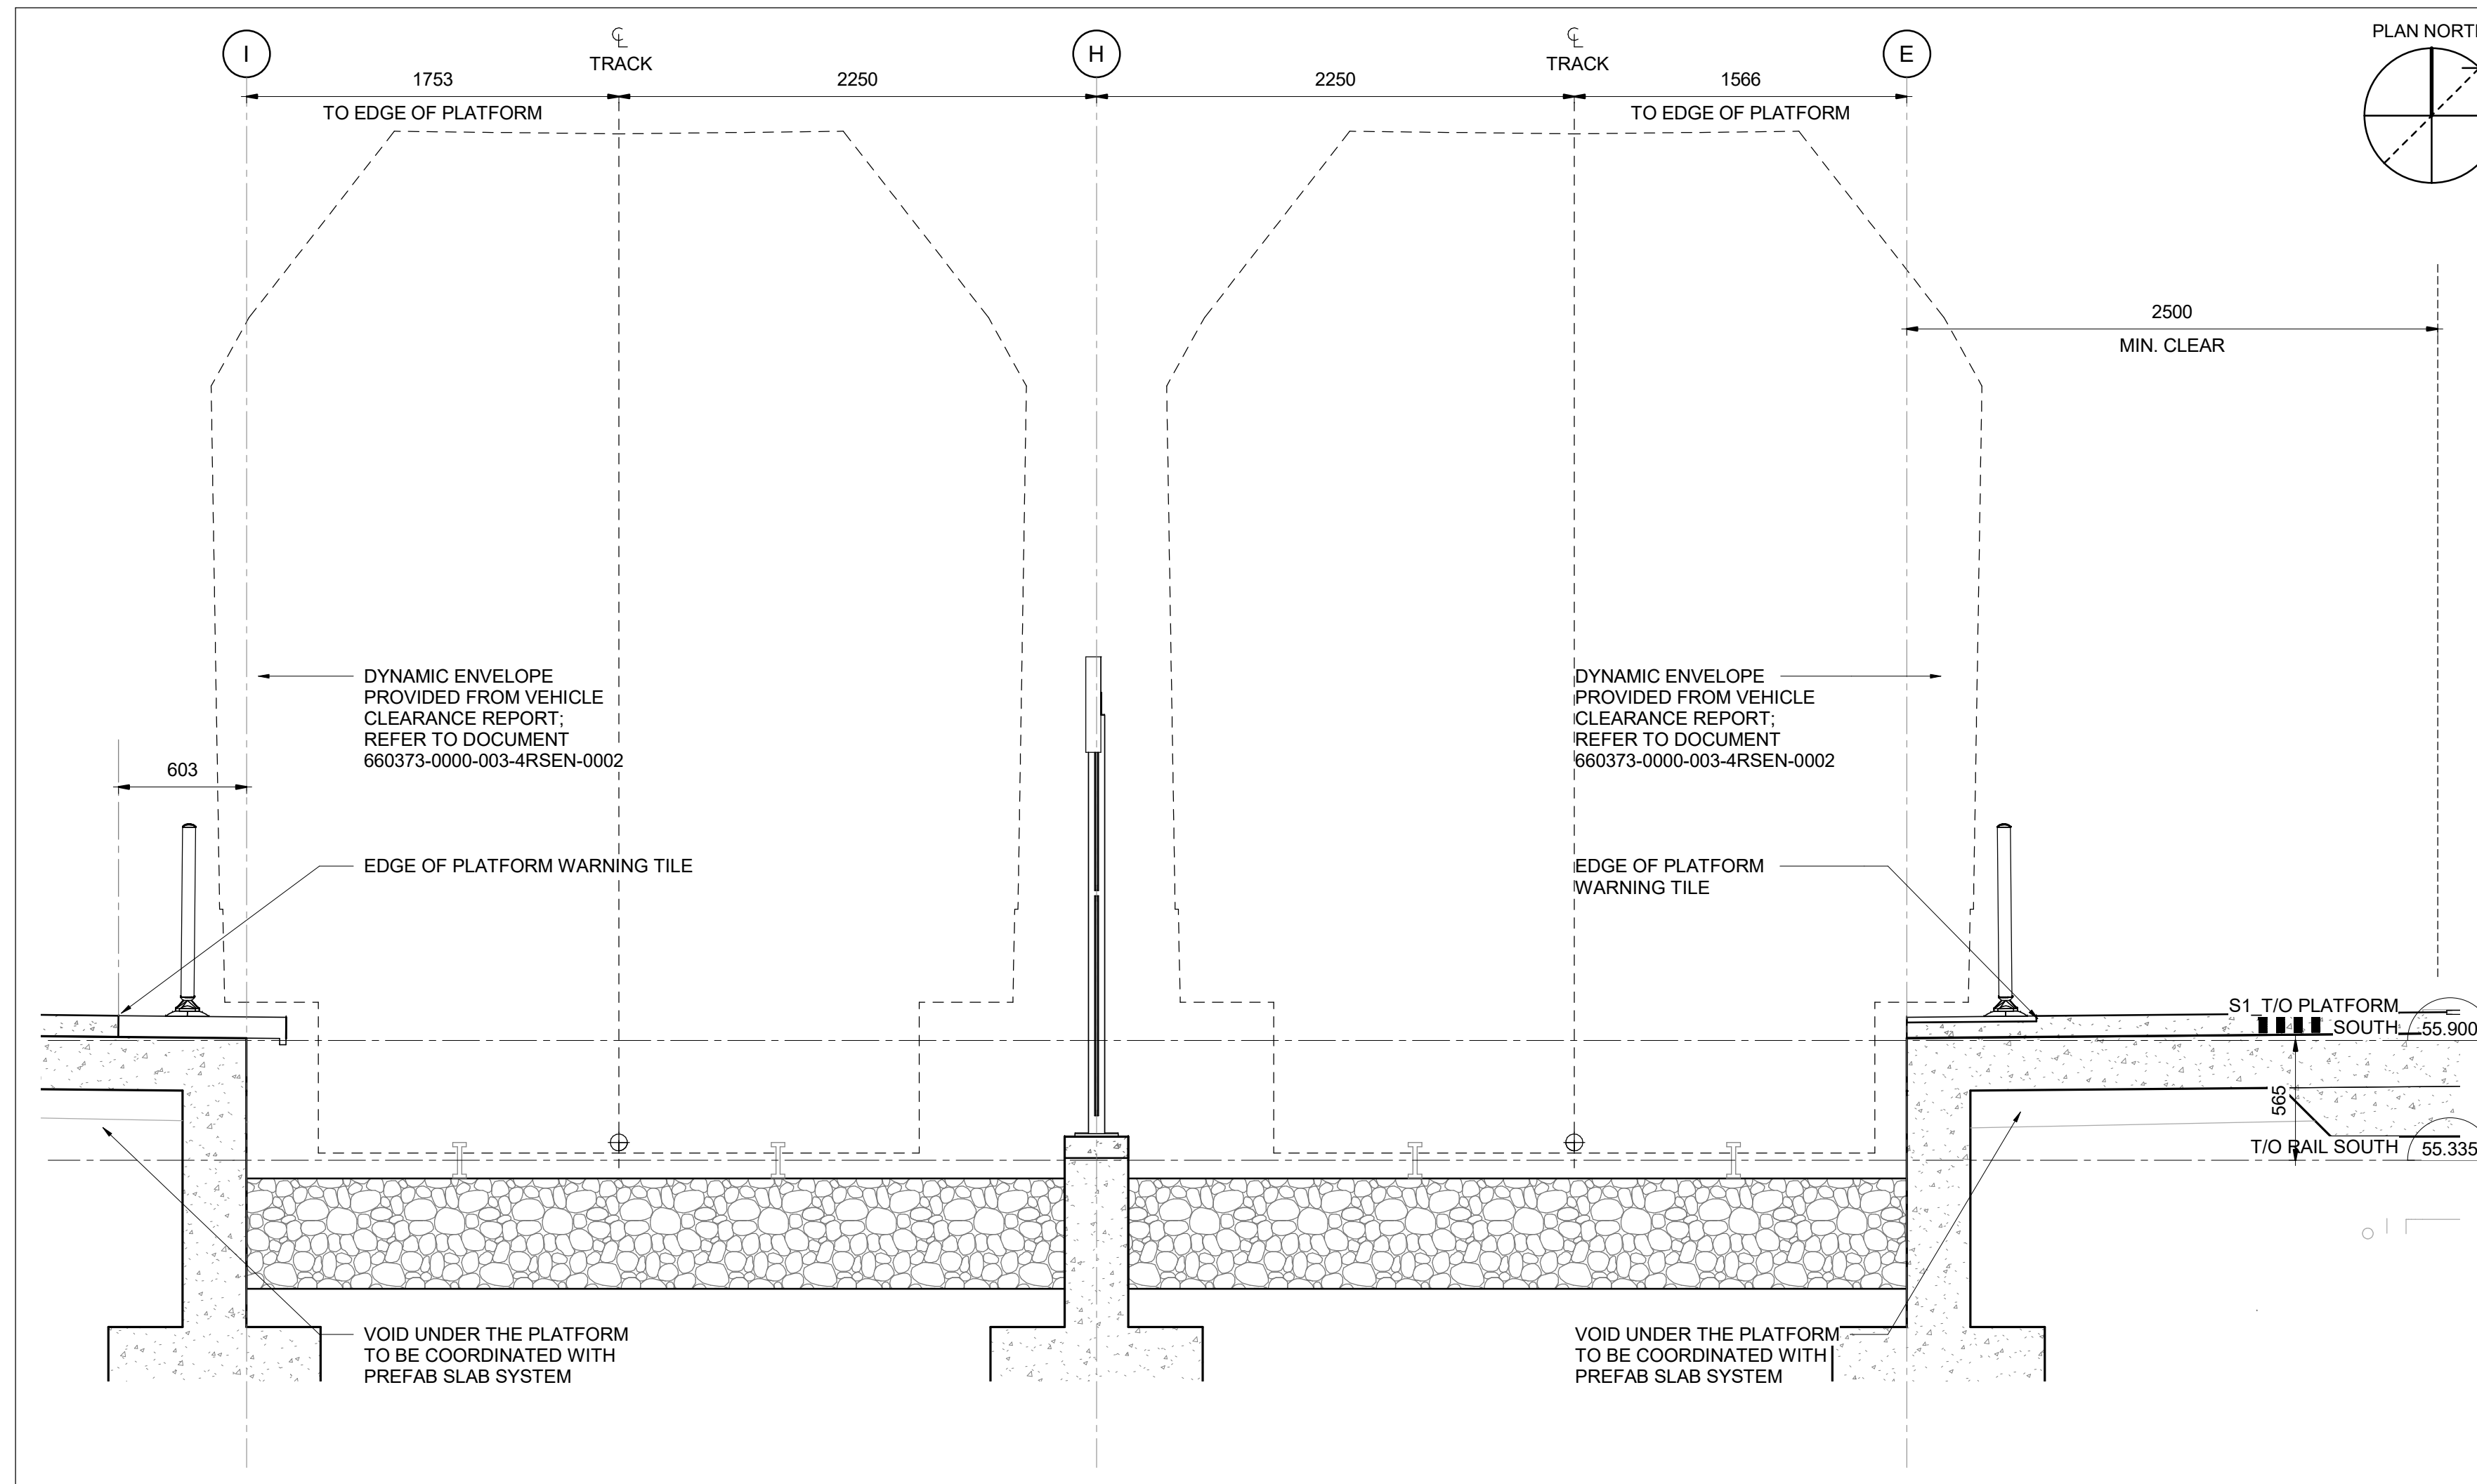 I
℄
TRACK
H
℄
TRACK
E
PLAN NORTH
1753
2250
2250
1566
TO EDGE OF PLATFORM
TO EDGE OF PLATFORM
2500
MIN. CLEAR
DYNAMIC ENVELOPE
PROVIDED FROM VEHICLE
CLEARANCE REPORT;
REFER TO DOCUMENT
660373-0000-003-4RSEN-0002
DYNAMIC ENVELOPE
PROVIDED FROM VEHICLE
CLEARANCE REPORT;
REFER TO DOCUMENT
660373-0000-003-4RSEN-0002
603
EDGE OF PLATFORM WARNING TILE
EDGE OF PLATFORM
WARNING TILE
S1 T/O PLATFORM
SOUTH
55.900
565
T/O RAIL SOUTH
55.335
VOID UNDER THE PLATFORM
TO BE COORDINATED WITH
PREFAB SLAB SYSTEM
VOID UNDER THE PLATFORM
TO BE COORDINATED WITH
PREFAB SLAB SYSTEM